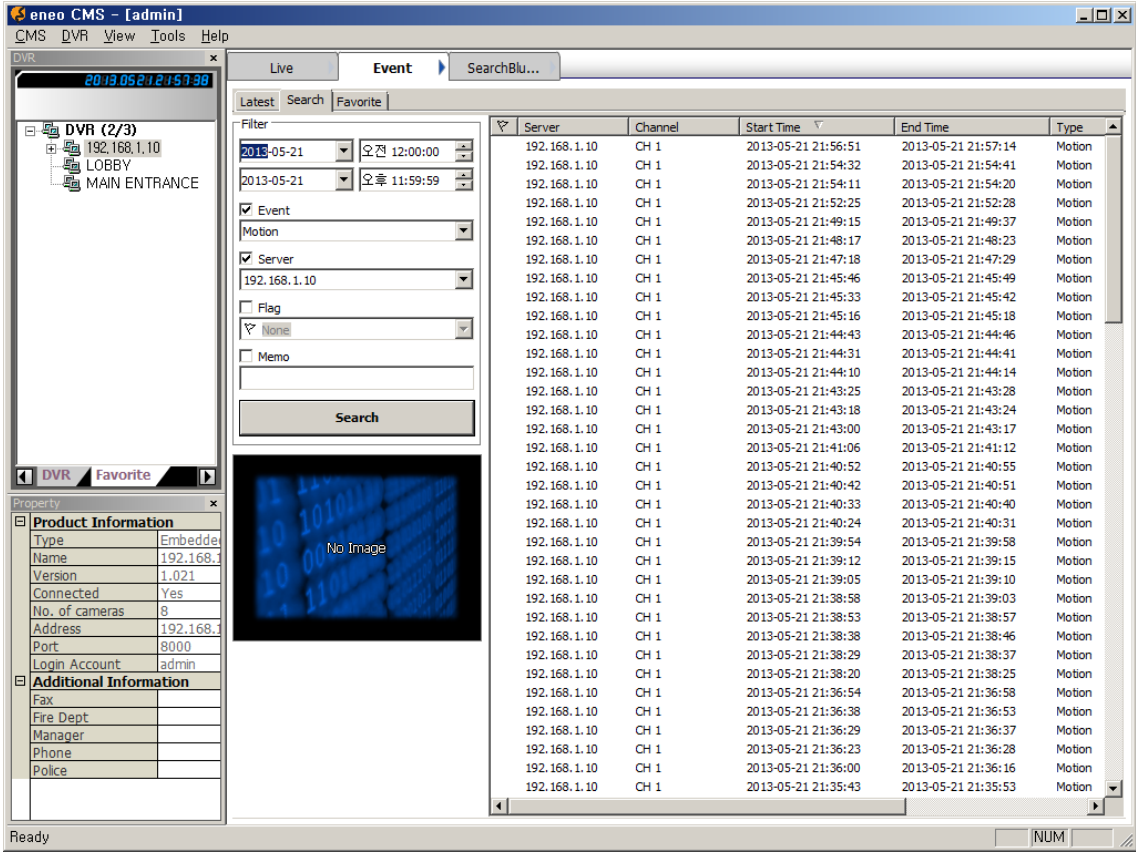 eneo CMS - [admin]
CMS DVR View Tools Help
DVR
2013.05.21 21:57:38
DVR (2/3)
192.168.1.10
LOBBY
MAIN ENTRANCE
DVR Favorite
Property
Product Information
Type Embedde
Name 192.168.1
Version 1.021
Connected Yes
No. of cameras 8
Address 192.168.1
Port 8000
Login Account admin
Additional Information
Fax
Fire Dept
Manager
Phone
Police
Live Event SearchBlu...
Latest Search Favorite
Filter
2013-05-21 오전 12:00:00
2013-05-21 오후 11:59:59
Event
Motion
Server
192.168.1.10
Flag
None
Memo
Search
No Image
Server Channel Start Time End Time Type
192.168.1.10 CH 1 2013-05-21 21:56:51 2013-05-21 21:57:14 Motion
192.168.1.10 CH 1 2013-05-21 21:54:32 2013-05-21 21:54:41 Motion
192.168.1.10 CH 1 2013-05-21 21:54:11 2013-05-21 21:54:20 Motion
192.168.1.10 CH 1 2013-05-21 21:52:25 2013-05-21 21:52:28 Motion
192.168.1.10 CH 1 2013-05-21 21:49:15 2013-05-21 21:49:37 Motion
192.168.1.10 CH 1 2013-05-21 21:48:17 2013-05-21 21:48:23 Motion
192.168.1.10 CH 1 2013-05-21 21:47:18 2013-05-21 21:47:29 Motion
192.168.1.10 CH 1 2013-05-21 21:45:46 2013-05-21 21:45:49 Motion
192.168.1.10 CH 1 2013-05-21 21:45:33 2013-05-21 21:45:42 Motion
192.168.1.10 CH 1 2013-05-21 21:45:16 2013-05-21 21:45:18 Motion
192.168.1.10 CH 1 2013-05-21 21:44:43 2013-05-21 21:44:46 Motion
192.168.1.10 CH 1 2013-05-21 21:44:31 2013-05-21 21:44:41 Motion
192.168.1.10 CH 1 2013-05-21 21:44:10 2013-05-21 21:44:14 Motion
192.168.1.10 CH 1 2013-05-21 21:43:25 2013-05-21 21:43:28 Motion
192.168.1.10 CH 1 2013-05-21 21:43:18 2013-05-21 21:43:24 Motion
192.168.1.10 CH 1 2013-05-21 21:43:00 2013-05-21 21:43:17 Motion
192.168.1.10 CH 1 2013-05-21 21:41:06 2013-05-21 21:41:12 Motion
192.168.1.10 CH 1 2013-05-21 21:40:52 2013-05-21 21:40:55 Motion
192.168.1.10 CH 1 2013-05-21 21:40:42 2013-05-21 21:40:51 Motion
192.168.1.10 CH 1 2013-05-21 21:40:33 2013-05-21 21:40:40 Motion
192.168.1.10 CH 1 2013-05-21 21:40:24 2013-05-21 21:40:31 Motion
192.168.1.10 CH 1 2013-05-21 21:39:54 2013-05-21 21:39:58 Motion
192.168.1.10 CH 1 2013-05-21 21:39:12 2013-05-21 21:39:15 Motion
192.168.1.10 CH 1 2013-05-21 21:39:05 2013-05-21 21:39:10 Motion
192.168.1.10 CH 1 2013-05-21 21:38:58 2013-05-21 21:39:03 Motion
192.168.1.10 CH 1 2013-05-21 21:38:53 2013-05-21 21:38:57 Motion
192.168.1.10 CH 1 2013-05-21 21:38:38 2013-05-21 21:38:46 Motion
192.168.1.10 CH 1 2013-05-21 21:38:29 2013-05-21 21:38:37 Motion
192.168.1.10 CH 1 2013-05-21 21:38:20 2013-05-21 21:38:25 Motion
192.168.1.10 CH 1 2013-05-21 21:36:54 2013-05-21 21:36:58 Motion
192.168.1.10 CH 1 2013-05-21 21:36:38 2013-05-21 21:36:53 Motion
192.168.1.10 CH 1 2013-05-21 21:36:29 2013-05-21 21:36:37 Motion
192.168.1.10 CH 1 2013-05-21 21:36:23 2013-05-21 21:36:28 Motion
192.168.1.10 CH 1 2013-05-21 21:36:00 2013-05-21 21:36:16 Motion
192.168.1.10 CH 1 2013-05-21 21:35:43 2013-05-21 21:35:53 Motion
Ready NUM